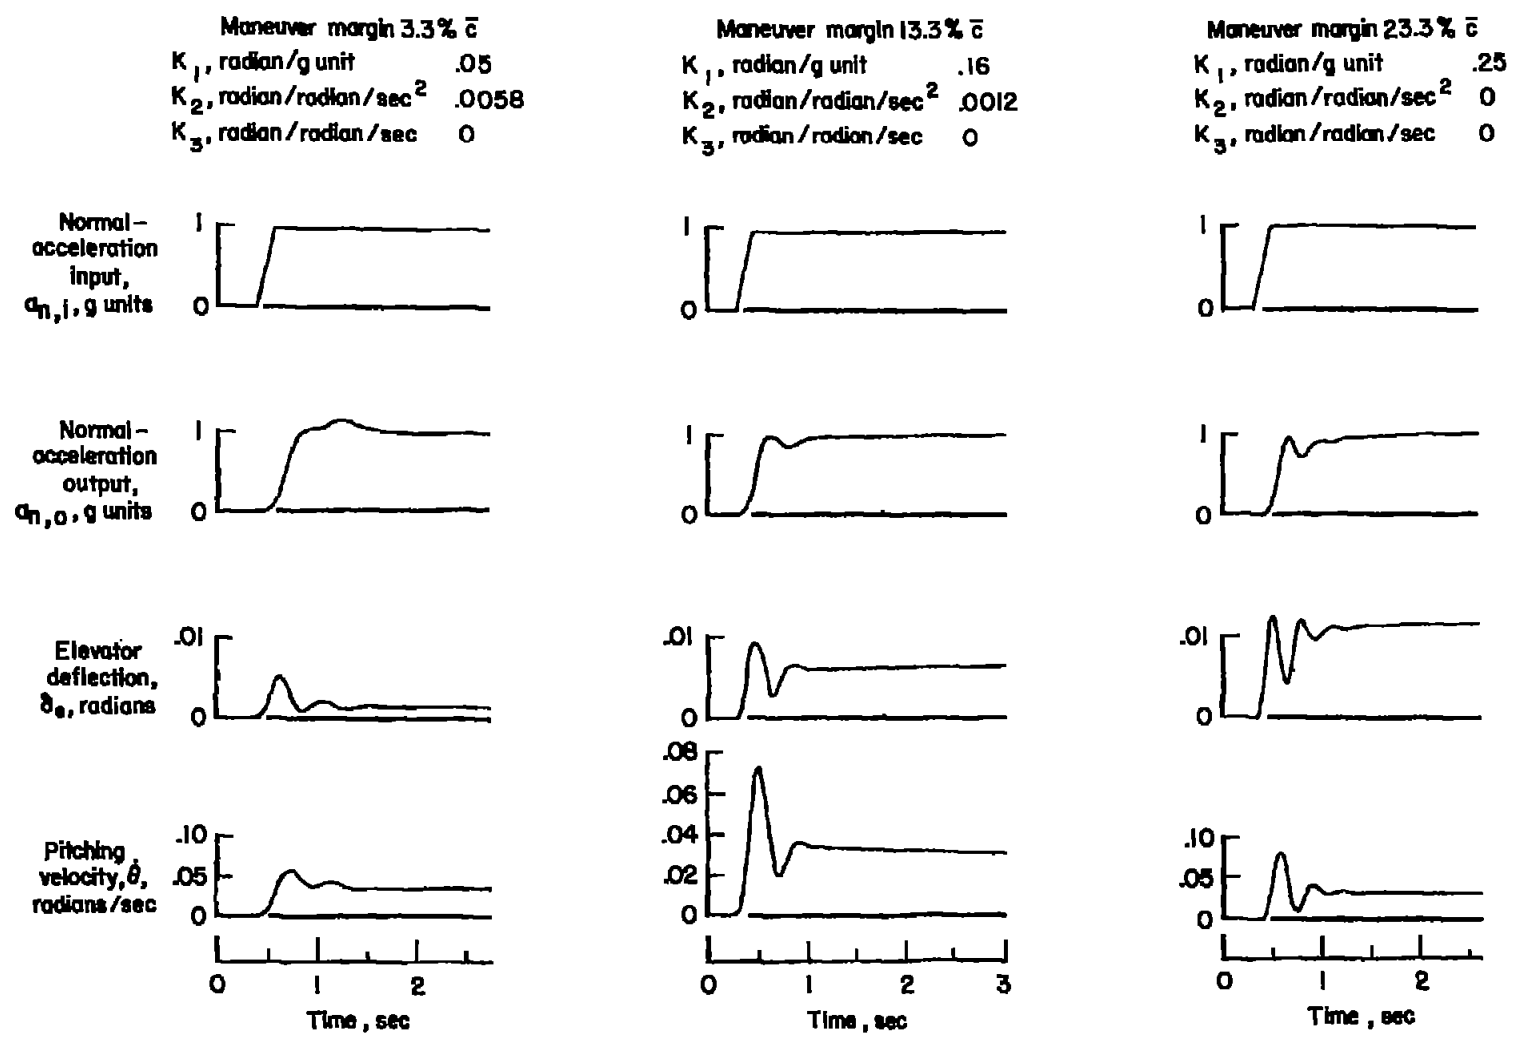 Maneuver margin 3.3% c̄
K1, radian/g unit .05
K2, radian/radian/sec2 .0058
K3, radian/radian/sec 0
Maneuver margin 13.3% c̄
K1, radian/g unit .16
K2, radian/radian/sec2 .0012
K3, radian/radian/sec 0
Maneuver margin 23.3% c̄
K1, radian/g unit .25
K2, radian/radian/sec2 0
K3, radian/radian/sec 0
Normal-
acceleration
input,
an,i, g units
1
0
1
0
1
0
Normal-
acceleration
output,
an,o, g units
1
0
1
0
1
0
Elevator
deflection,
δe, radians
.01
0
.01
0
.01
0
Pitching
velocity, θ̇,
radians/sec
.10
.05
0
.08
.06
.04
.02
0
.10
.05
0
0 1 2
Time, sec
0 1 2 3
Time, sec
0 1 2
Time, sec